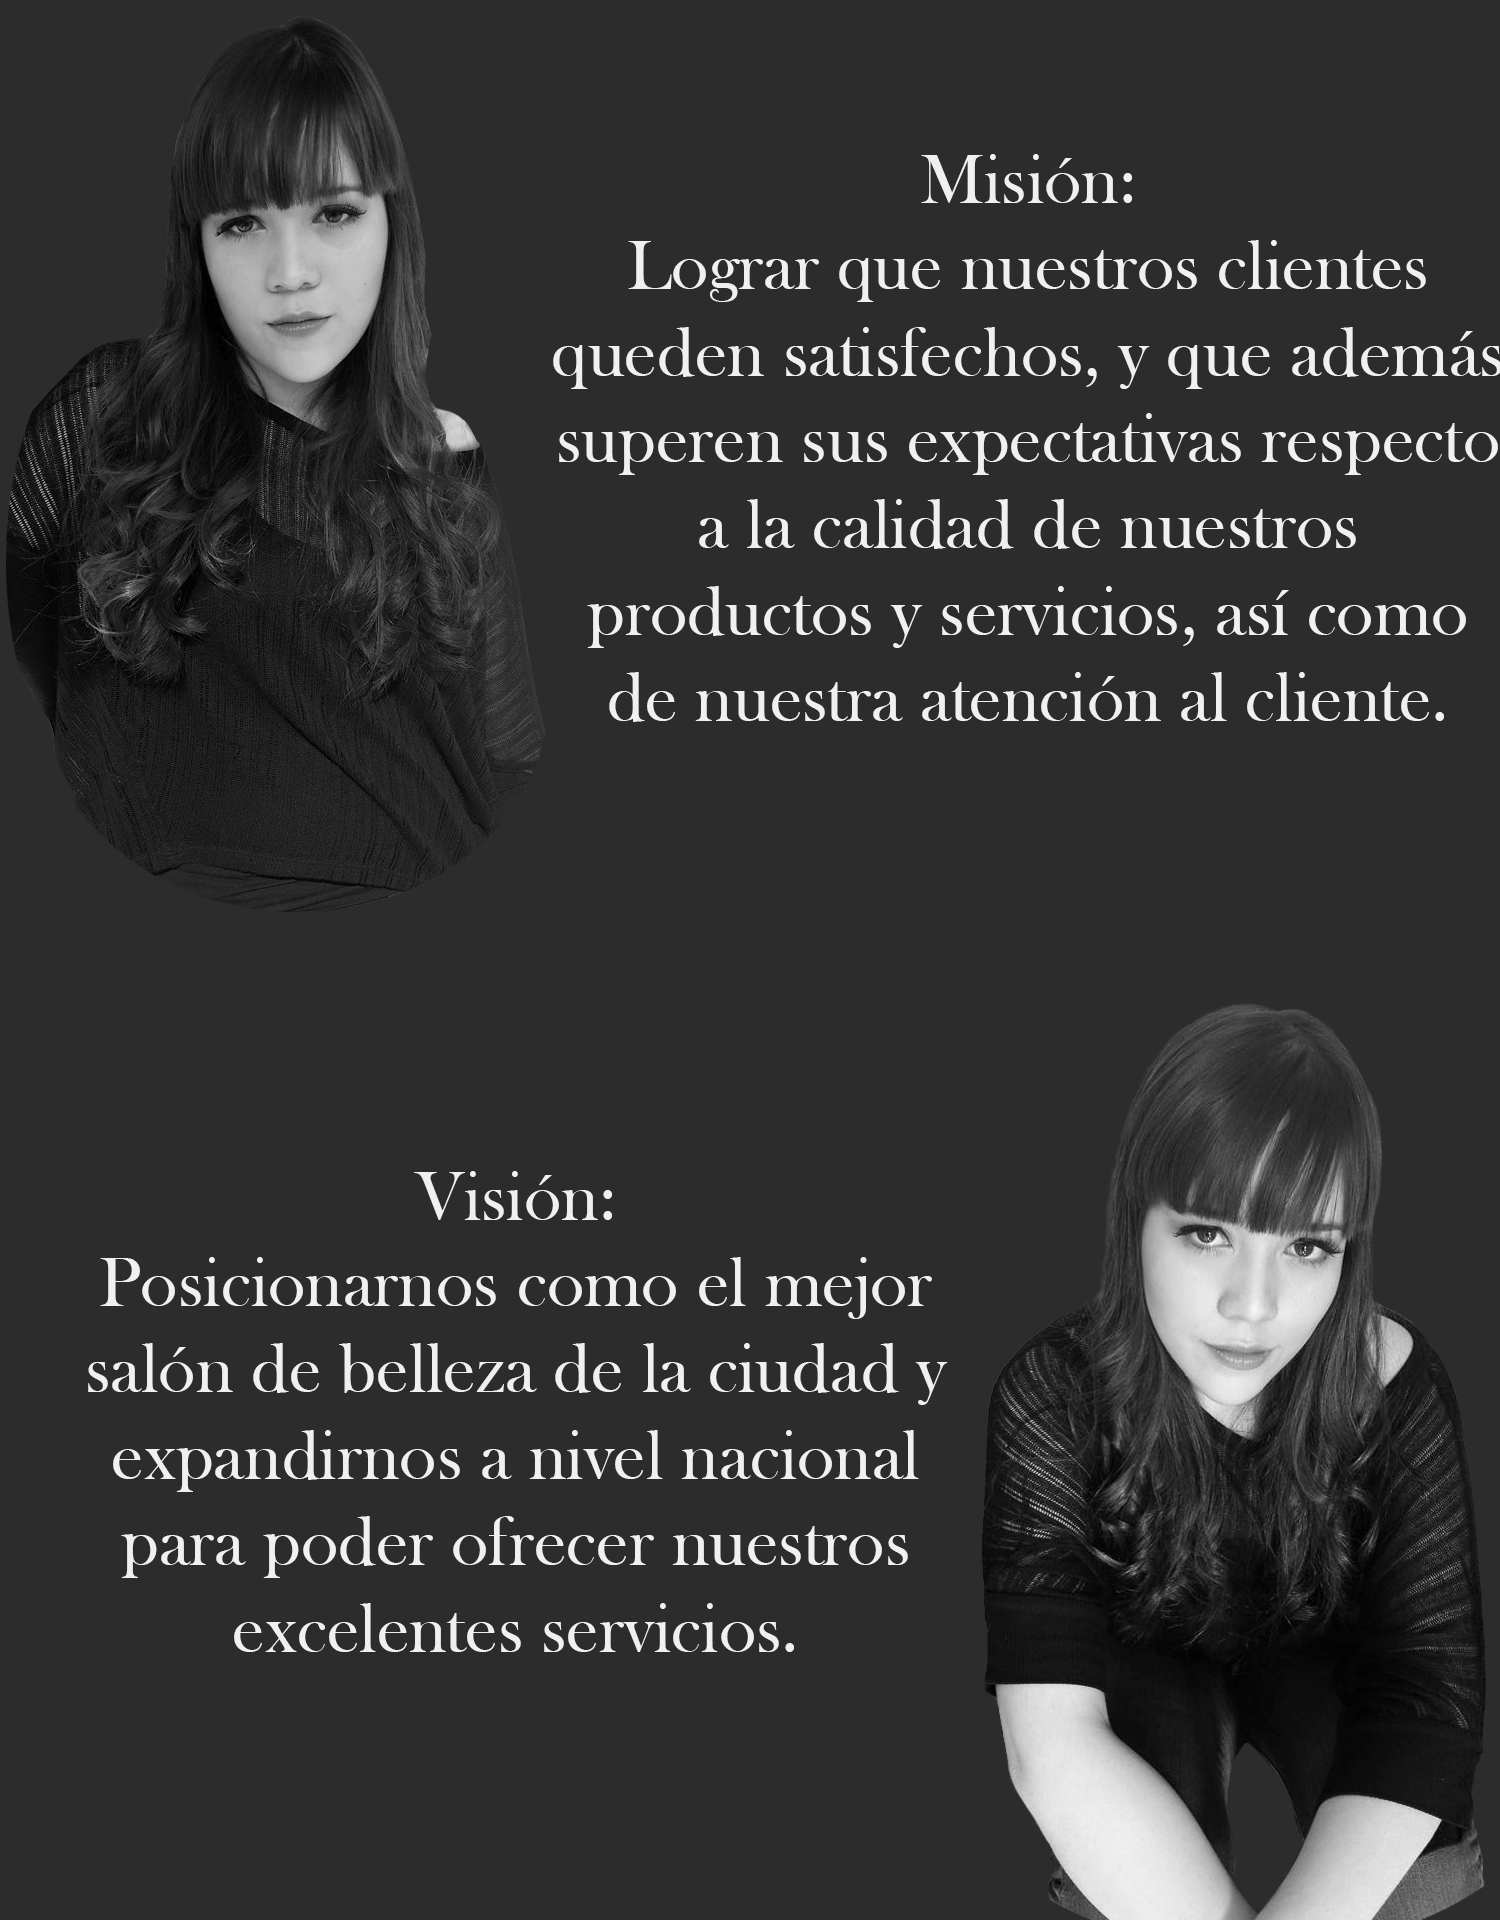 Misión:
Lograr que nuestros clientes
queden satisfechos, y que además
superen sus expectativas respecto
a la calidad de nuestros
productos y servicios, así como
de nuestra atención al cliente.
Visión:
Posicionarnos como el mejor
salón de belleza de la ciudad y
expandirnos a nivel nacional
para poder ofrecer nuestros
excelentes servicios.